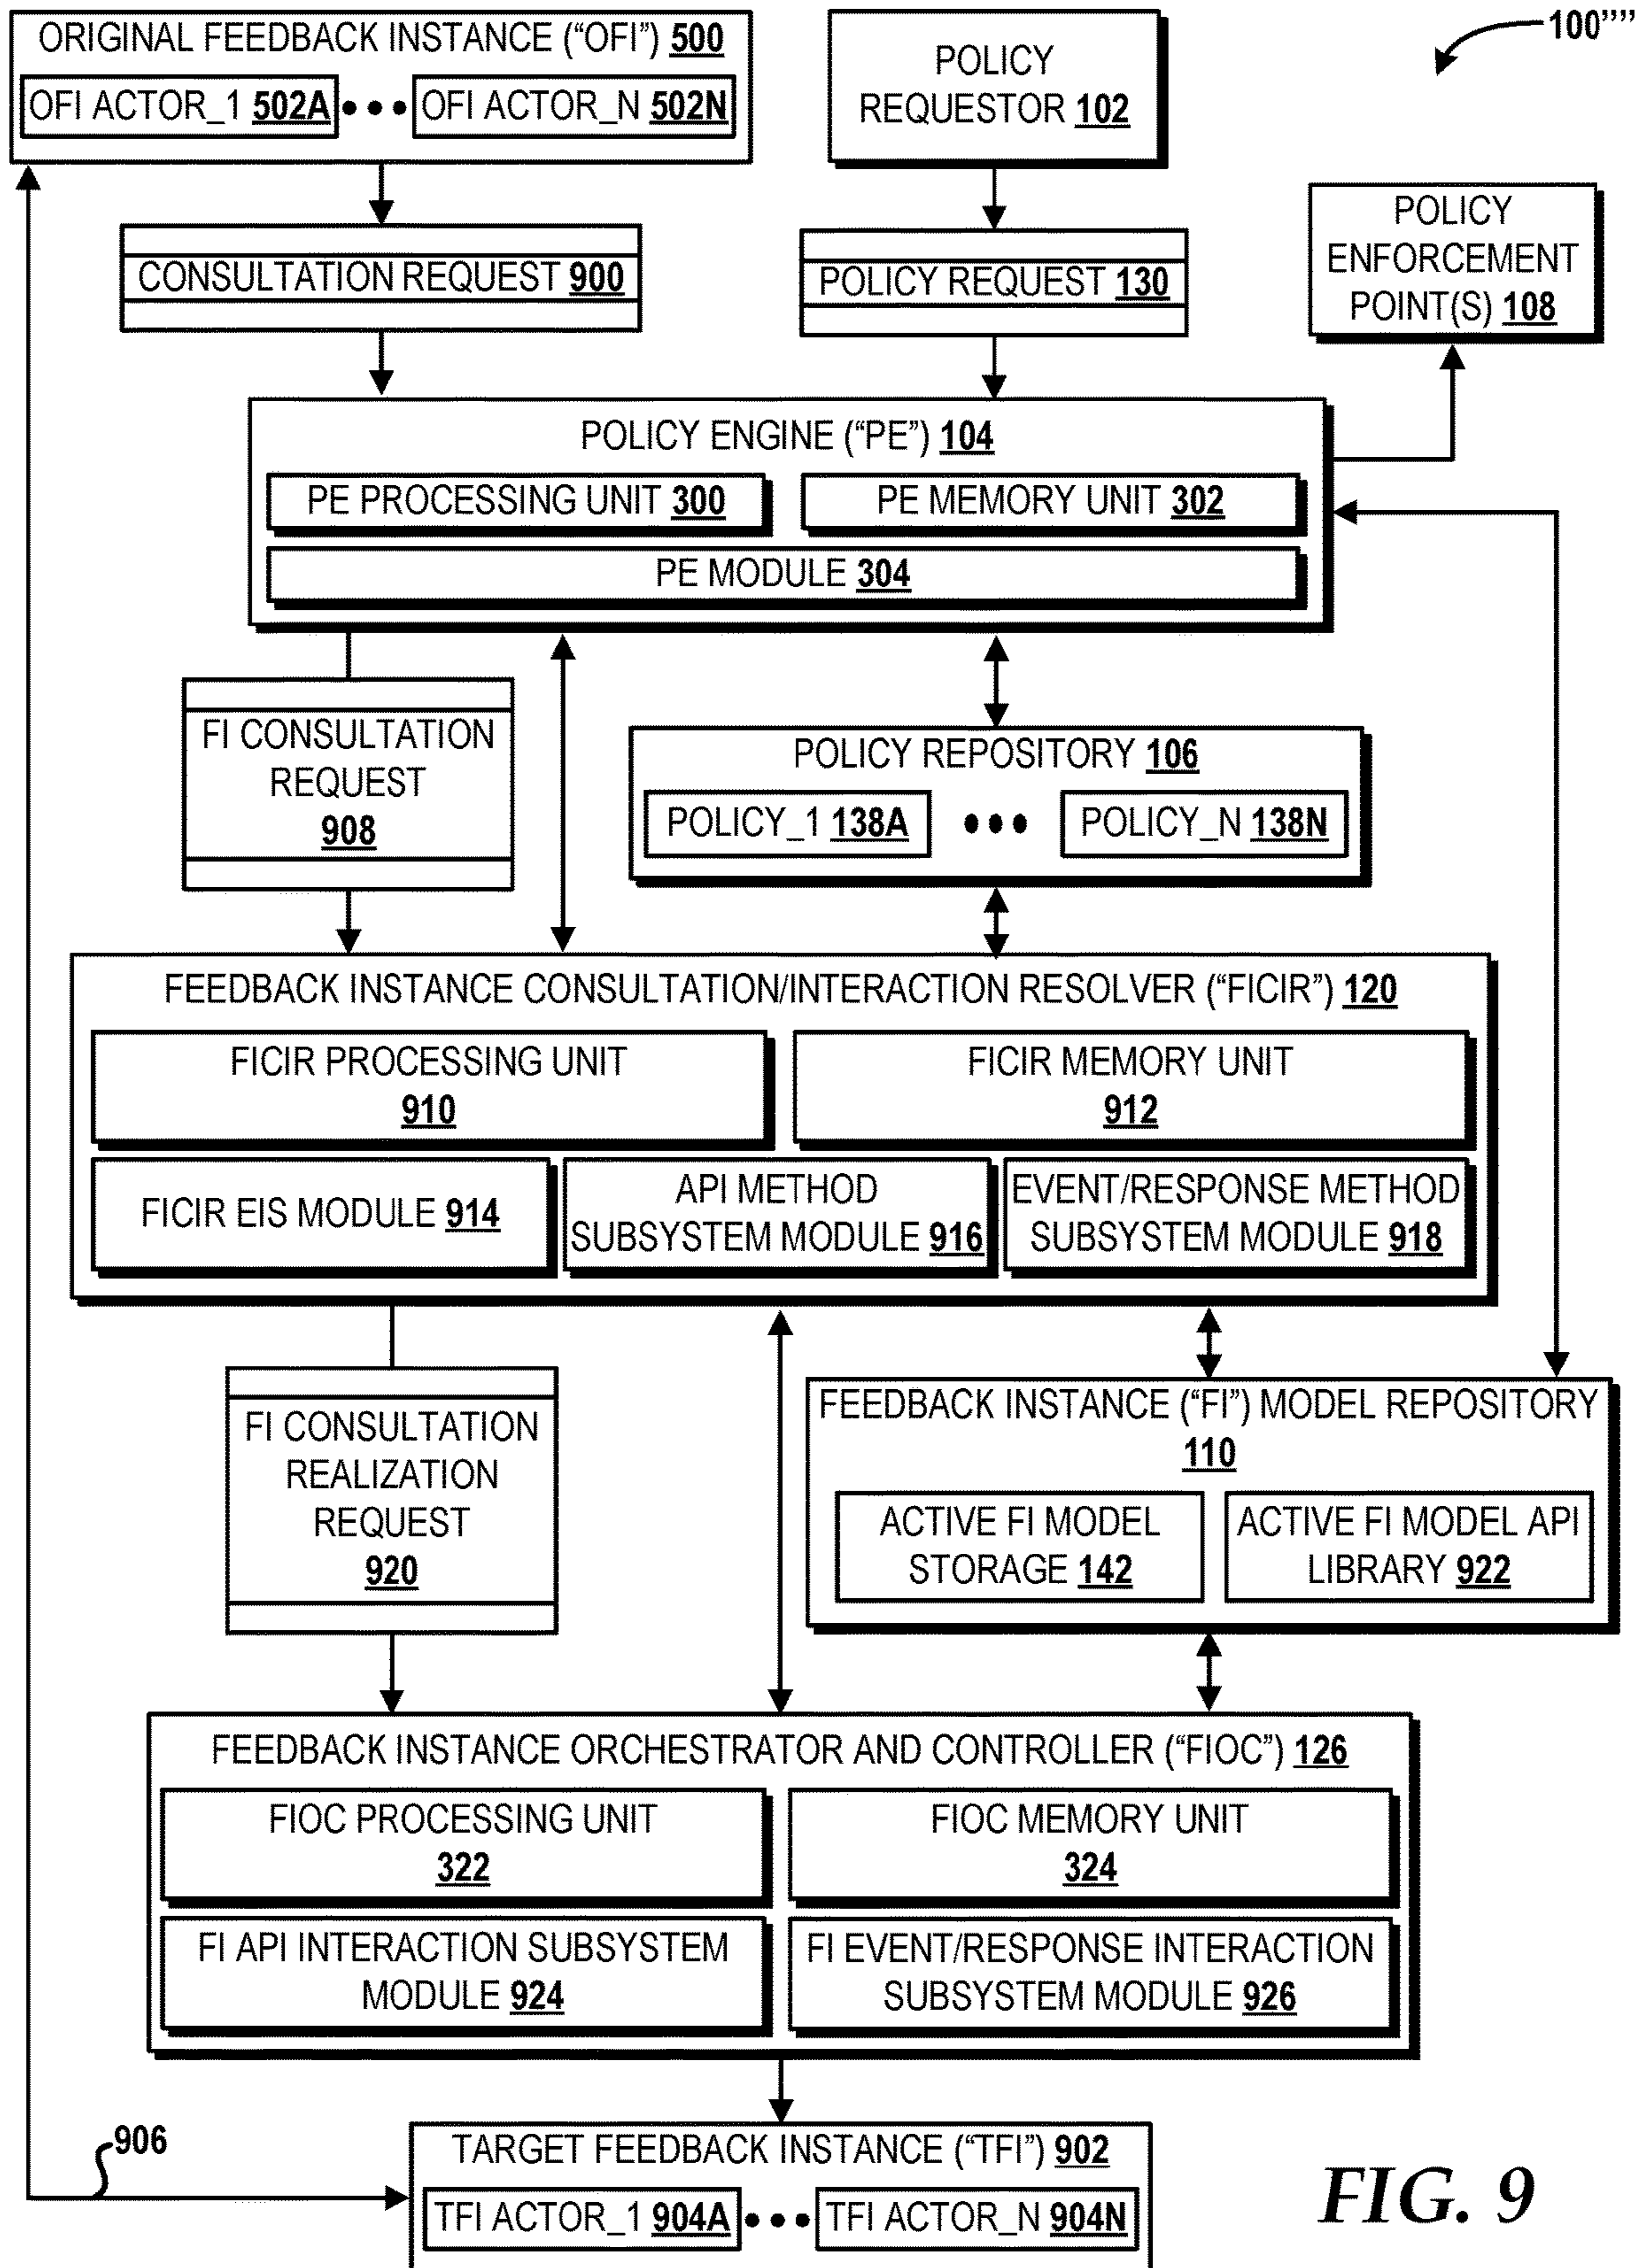 ORIGINAL FEEDBACK INSTANCE (“OFI”) 500
OFI ACTOR_1 502A ••• OFI ACTOR_N 502N
POLICY
REQUESTOR 102
100''''
CONSULTATION REQUEST 900
POLICY REQUEST 130
POLICY
ENFORCEMENT
POINT(S) 108
POLICY ENGINE (“PE”) 104
PE PROCESSING UNIT 300
PE MEMORY UNIT 302
PE MODULE 304
FI CONSULTATION
REQUEST
908
POLICY REPOSITORY 106
POLICY_1 138A ••• POLICY_N 138N
FEEDBACK INSTANCE CONSULTATION/INTERACTION RESOLVER (“FICIR”) 120
FICIR PROCESSING UNIT
910
FICIR MEMORY UNIT
912
FICIR EIS MODULE 914
API METHOD
SUBSYSTEM MODULE 916
EVENT/RESPONSE METHOD
SUBSYSTEM MODULE 918
FI CONSULTATION
REALIZATION
REQUEST
920
FEEDBACK INSTANCE (“FI”) MODEL REPOSITORY
110
ACTIVE FI MODEL
STORAGE 142
ACTIVE FI MODEL API
LIBRARY 922
FEEDBACK INSTANCE ORCHESTRATOR AND CONTROLLER (“FIOC”) 126
FIOC PROCESSING UNIT
322
FIOC MEMORY UNIT
324
FI API INTERACTION SUBSYSTEM
MODULE 924
FI EVENT/RESPONSE INTERACTION
SUBSYSTEM MODULE 926
906
TARGET FEEDBACK INSTANCE (“TFI”) 902
TFI ACTOR_1 904A ••• TFI ACTOR_N 904N
FIG. 9